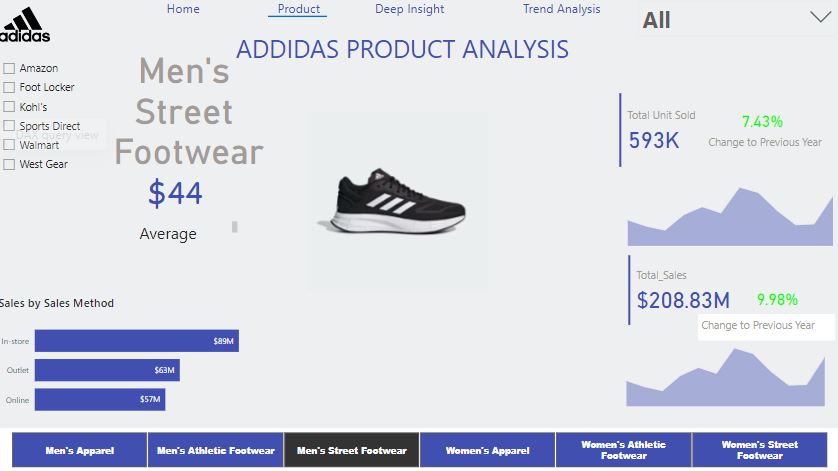 Home
Product
Deep Insight
Trend Analysis
All
adidas
ADDIDAS PRODUCT ANALYSIS
Amazon
Foot Locker
Kohl's
Sports Direct
DAX query view
Walmart
West Gear
Men's
Street
Footwear
$44
Average
Total Unit Sold
593K
7.43%
Change to Previous Year
Total_Sales
$208.83M
9.98%
Change to Previous Year
Sales by Sales Method
In-store
$89M
Outlet
$63M
Online
$57M
Men's Apparel
Men's Athletic Footwear
Men's Street Footwear
Women's Apparel
Women's Athletic
Footwear
Women's Street
Footwear